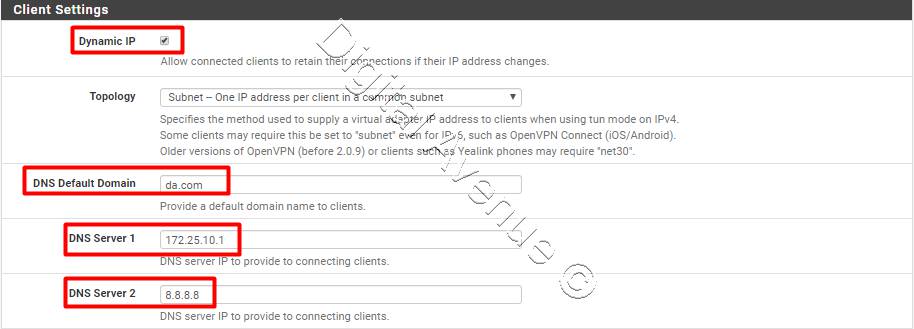 Client Settings
Dynamic IP
Allow connected clients to retain their connections if their IP address changes.
Topology
Subnet -- One IP address per client in a common subnet
Specifies the method used to supply a virtual adapter IP address to clients when using tun mode on IPv4.
Some clients may require this be set to "subnet" even for IPv6, such as OpenVPN Connect (iOS/Android).
Older versions of OpenVPN (before 2.0.9) or clients such as Yealink phones may require "net30".
DNS Default Domain
da.com
Provide a default domain name to clients.
DNS Server 1
172.25.10.1
DNS server IP to provide to connecting clients.
DNS Server 2
8.8.8.8
DNS server IP to provide to connecting clients.
Digital Avenue ©